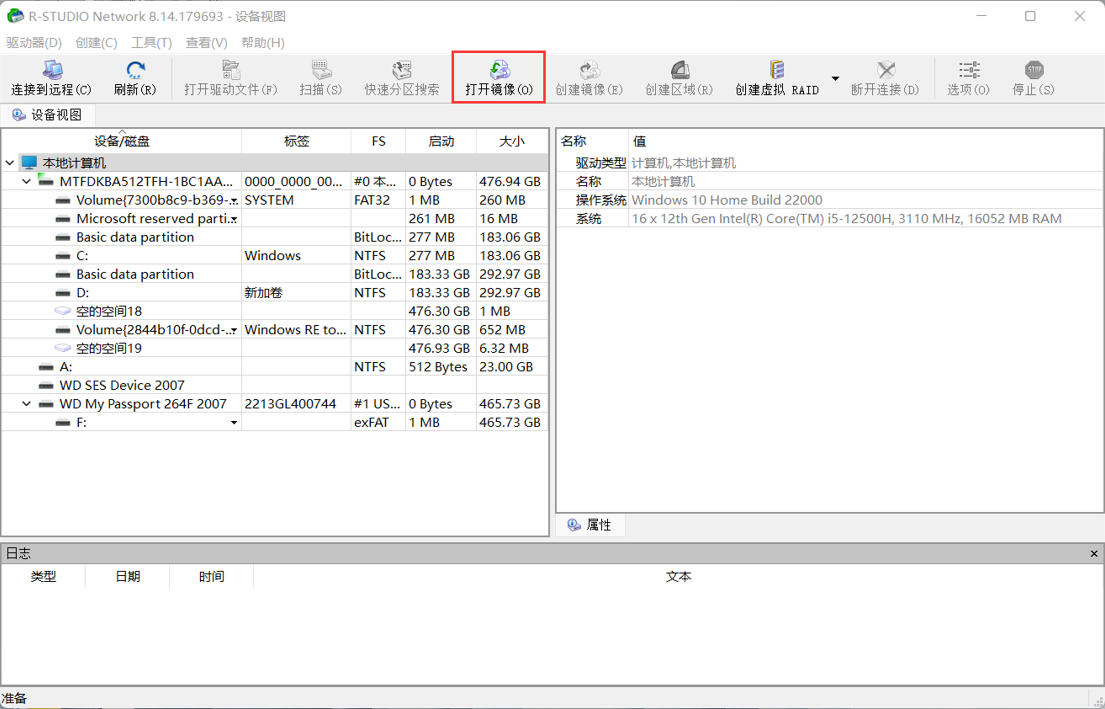 R-STUDIO Network 8.14.179693 - 设备视图
驱动器(D) 创建(C) 工具(T) 查看(V) 帮助(H)
连接到远程(C) 刷新(R) 打开驱动文件(F) 扫描(S) 快速分区搜索 打开镜像(O) 创建镜像(R) 创建区域(R) 创建虚拟 RAID 断开连接(D) 选项(O) STOP 停止(S)
设备视图
设备/磁盘 标签 FS 启动 大小
本地计算机
MTFDKBA512TFH-1BC1AA... 0000_0000_00... #0 本... 0 Bytes 476.94 GB
Volume{7300b8c9-b369-... SYSTEM FAT32 1 MB 260 MB
Microsoft reserved parti... 261 MB 16 MB
Basic data partition BitLoc... 277 MB 183.06 GB
C: Windows NTFS 277 MB 183.06 GB
Basic data partition BitLoc... 183.33 GB 292.97 GB
D: 新加卷 NTFS 183.33 GB 292.97 GB
空的空间18 476.30 GB 1 MB
Volume{2844b10f-0dcd-... Windows RE to... NTFS 476.30 GB 652 MB
空的空间19 476.93 GB 6.32 MB
A: NTFS 512 Bytes 23.00 GB
WD SES Device 2007
WD My Passport 264F 2007 2213GL400744 #1 US... 0 Bytes 465.73 GB
F: exFAT 1 MB 465.73 GB
名称 值
驱动类型 计算机,本地计算机
名称 本地计算机
操作系统 Windows 10 Home Build 22000
系统 16 x 12th Gen Intel(R) Core(TM) i5-12500H, 3110 MHz, 16052 MB RAM
属性
日志
类型 日期 时间 文本
准备